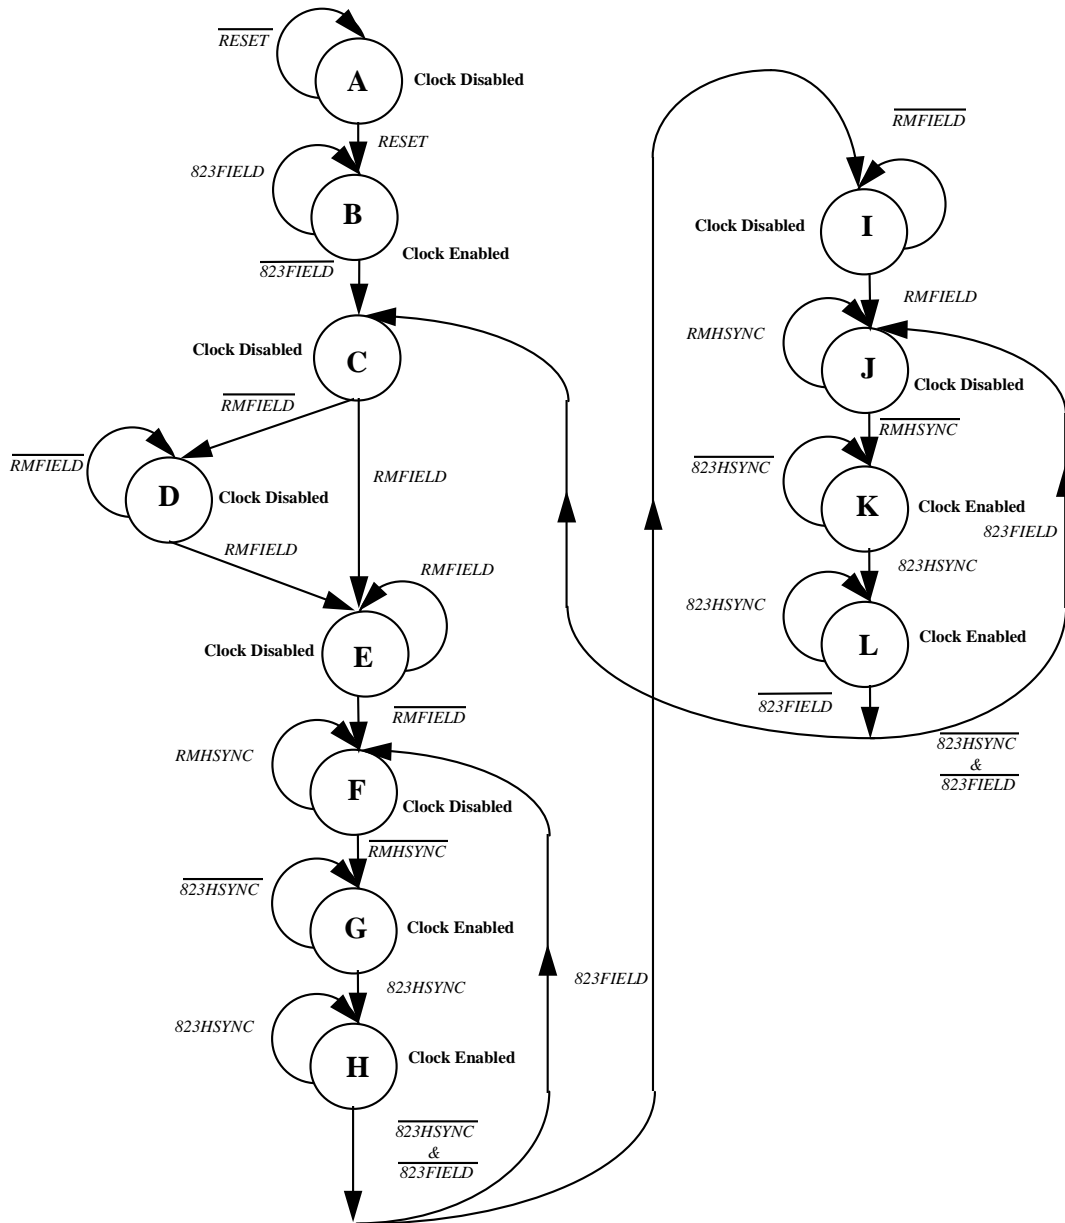 RESET
A
Clock Disabled
RESET
823FIELD
B
Clock Enabled
823FIELD
Clock Disabled
C
RMFIELD
RMFIELD
D
Clock Disabled
RMFIELD
RMFIELD
RMFIELD
Clock Disabled
E
RMFIELD
RMHSYNC
F
Clock Disabled
RMHSYNC
823HSYNC
G
Clock Enabled
823HSYNC
823HSYNC
H
Clock Enabled
823HSYNC
&
823FIELD
823FIELD
RMFIELD
Clock Disabled
I
RMFIELD
RMHSYNC
J
Clock Disabled
RMHSYNC
823HSYNC
K
Clock Enabled
823FIELD
823HSYNC
823HSYNC
L
Clock Enabled
823FIELD
823HSYNC
&
823FIELD